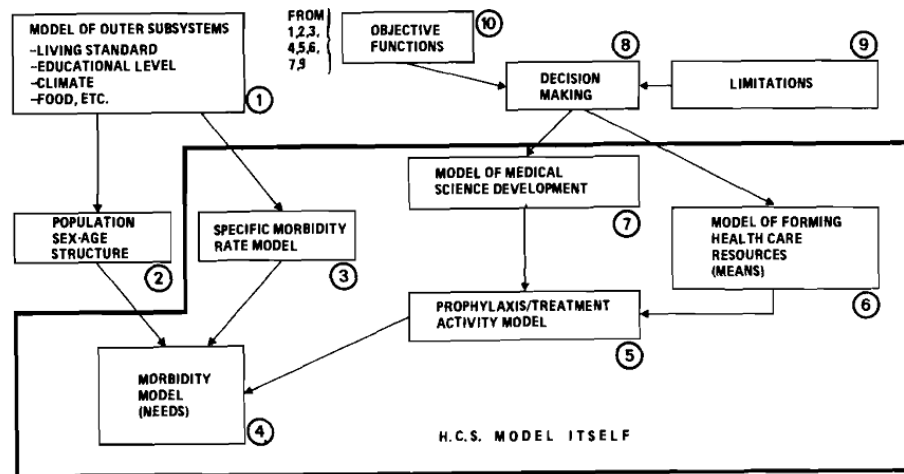 MODEL OF OUTER SUBSYSTEMS
–LIVING STANDARD
–EDUCATIONAL LEVEL
–CLIMATE
–FOOD, ETC.
1
FROM
1,2,3,
4,5,6,
7,9
OBJECTIVE
FUNCTIONS
10
DECISION
MAKING
8
LIMITATIONS
9
MODEL OF MEDICAL
SCIENCE DEVELOPMENT
7
POPULATION
SEX-AGE
STRUCTURE
2
SPECIFIC MORBIDITY
RATE MODEL
3
MODEL OF FORMING
HEALTH CARE
RESOURCES
(MEANS)
6
PROPHYLAXIS/TREATMENT
ACTIVITY MODEL
5
MORBIDITY
MODEL
(NEEDS)
4
H.C.S. MODEL ITSELF